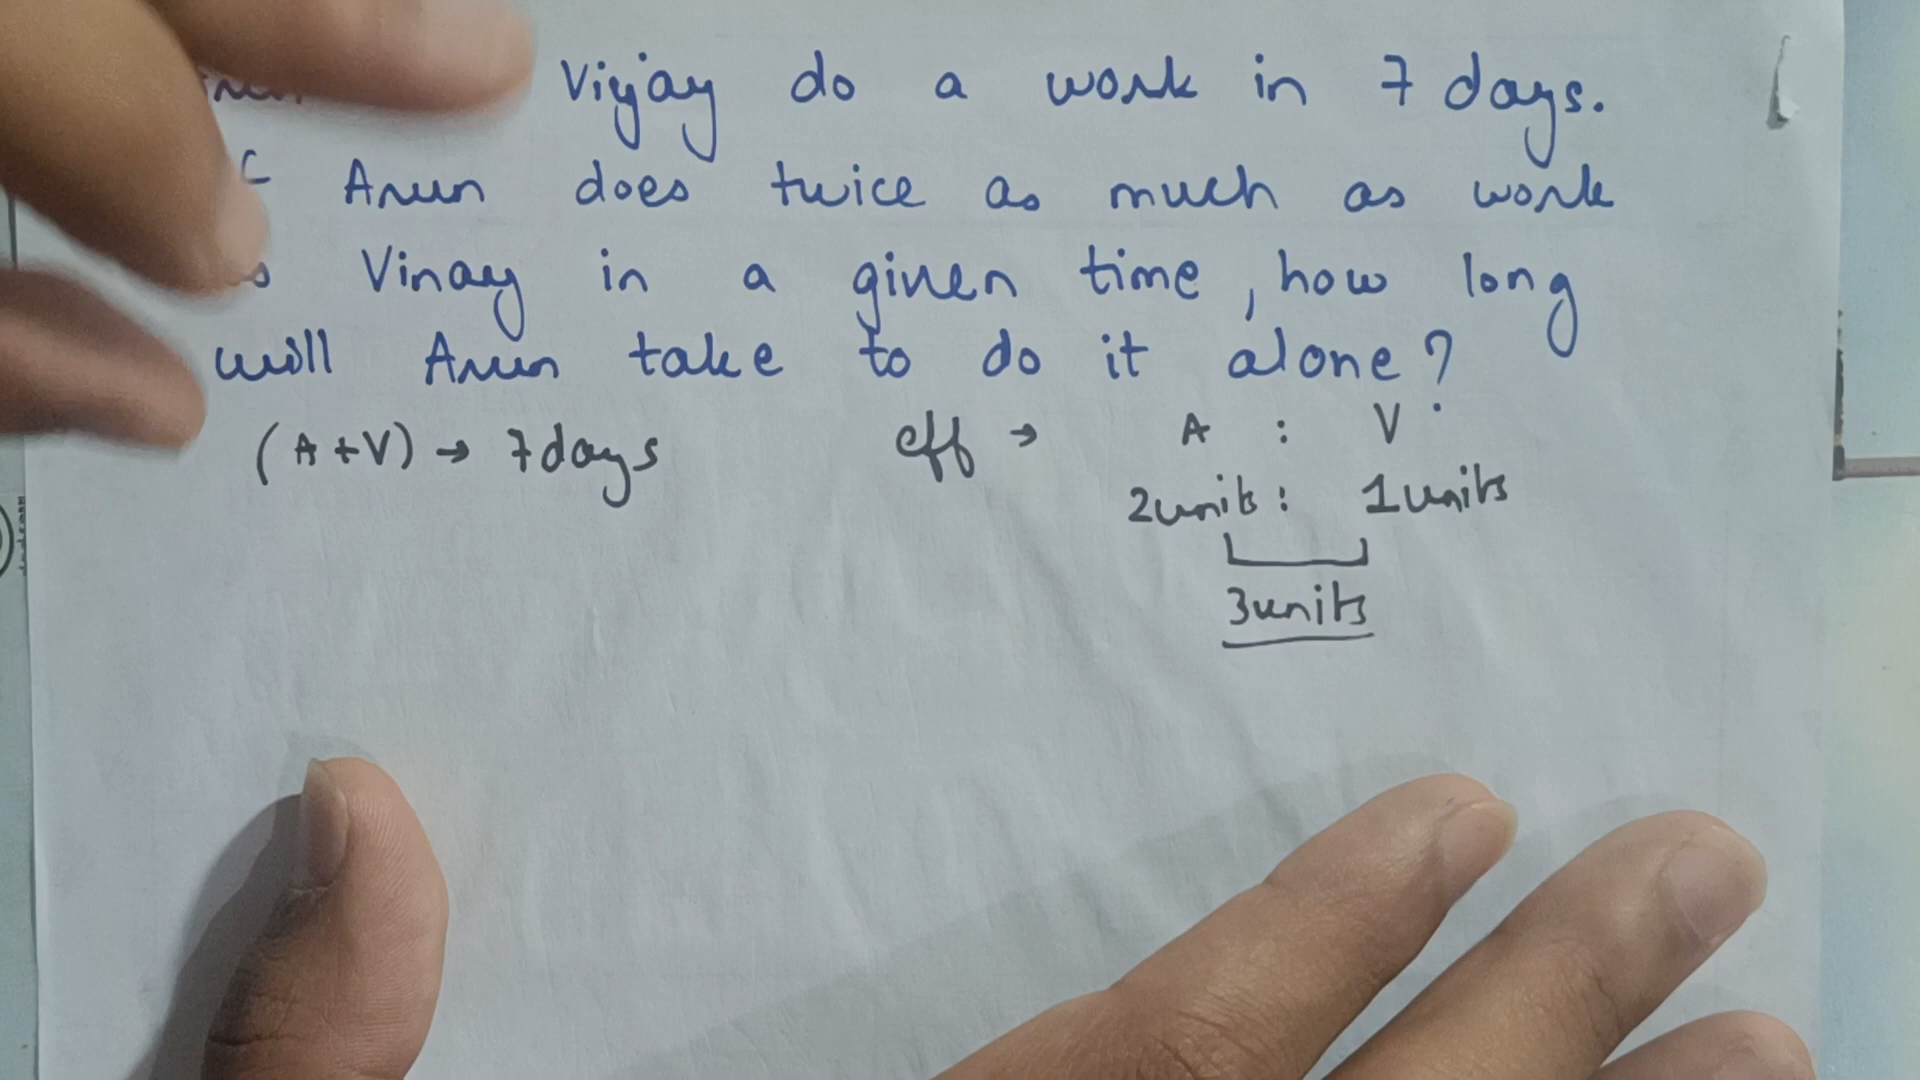 Vijay do a work in 7 days.
Arun does twice as much as work
Vinay in a given time, how long
will Arun take to do it alone?
(A+V) → 7days eff → A : V
2units : 1units
3units